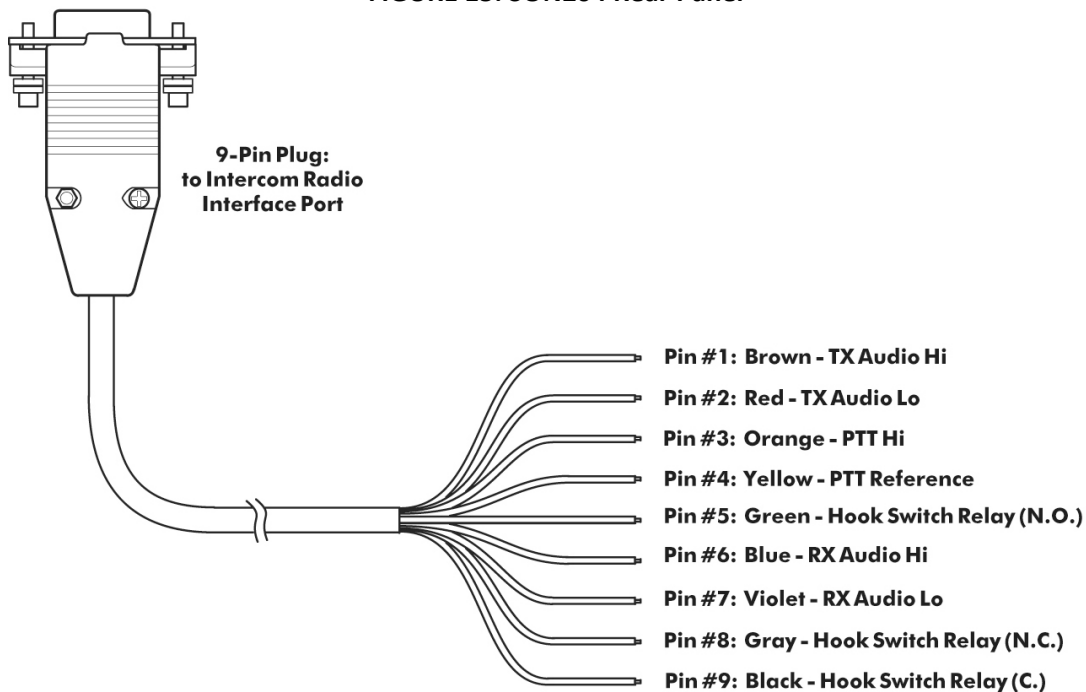 9-Pin Plug:
to Intercom Radio
Interface Port
Pin #1: Brown - TX Audio Hi
Pin #2: Red - TX Audio Lo
Pin #3: Orange - PTT Hi
Pin #4: Yellow - PTT Reference
Pin #5: Green - Hook Switch Relay (N.O.)
Pin #6: Blue - RX Audio Hi
Pin #7: Violet - RX Audio Lo
Pin #8: Gray - Hook Switch Relay (N.C.)
Pin #9: Black - Hook Switch Relay (C.)